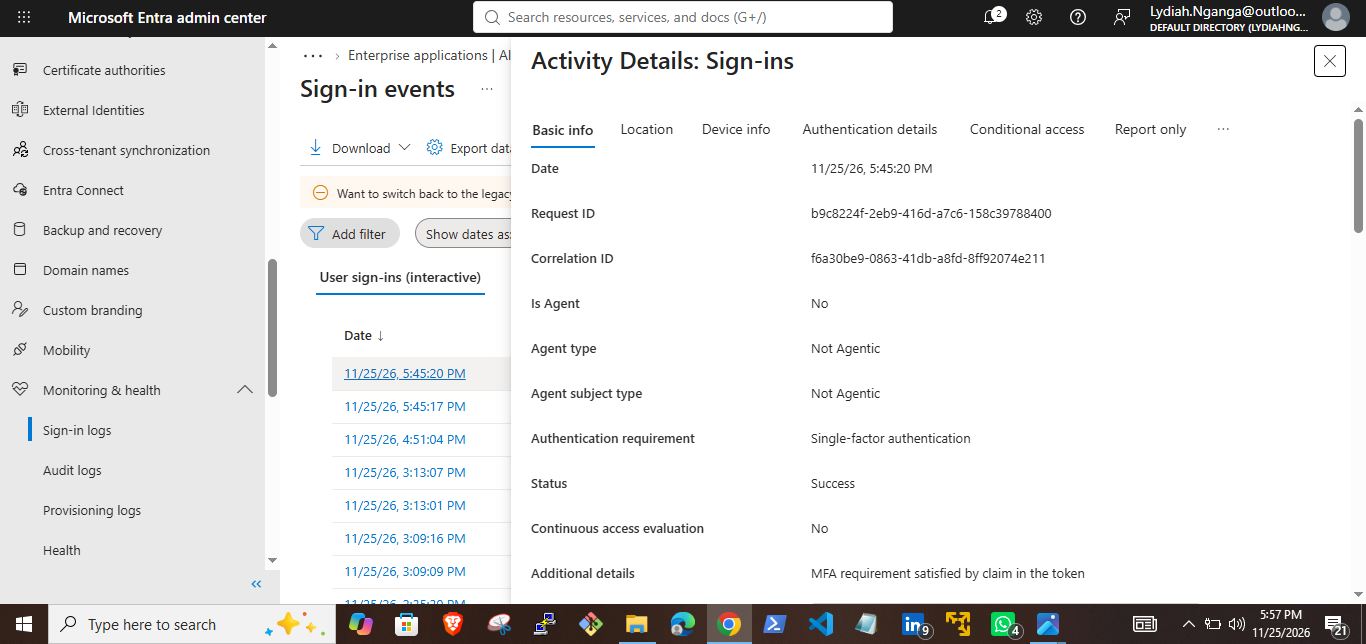 Microsoft Entra admin center
Search resources, services, and docs (G+/)
2
Lydiah.Nganga@outloo...
DEFAULT DIRECTORY (LYDIAHNG...
Certificate authorities
External Identities
Cross-tenant synchronization
Entra Connect
Backup and recovery
Domain names
Custom branding
Mobility
Monitoring & health
Sign-in logs
Audit logs
Provisioning logs
Health
«
··· › Enterprise applications | Al
Sign-in events ···
Download
Export data
Want to switch back to the legacy
Add filter
Show dates as:
User sign-ins (interactive)
Date ↓
11/25/26, 5:45:20 PM
11/25/26, 5:45:17 PM
11/25/26, 4:51:04 PM
11/25/26, 3:13:07 PM
11/25/26, 3:13:01 PM
11/25/26, 3:09:16 PM
11/25/26, 3:09:09 PM
Activity Details: Sign-ins
Basic info Location Device info Authentication details Conditional access Report only ···
Date 11/25/26, 5:45:20 PM
Request ID b9c8224f-2eb9-416d-a7c6-158c39788400
Correlation ID f6a30be9-0863-41db-a8fd-8ff92074e211
Is Agent No
Agent type Not Agentic
Agent subject type Not Agentic
Authentication requirement Single-factor authentication
Status Success
Continuous access evaluation No
Additional details MFA requirement satisfied by claim in the token
Type here to search
9
4
5:57 PM
11/25/2026
21